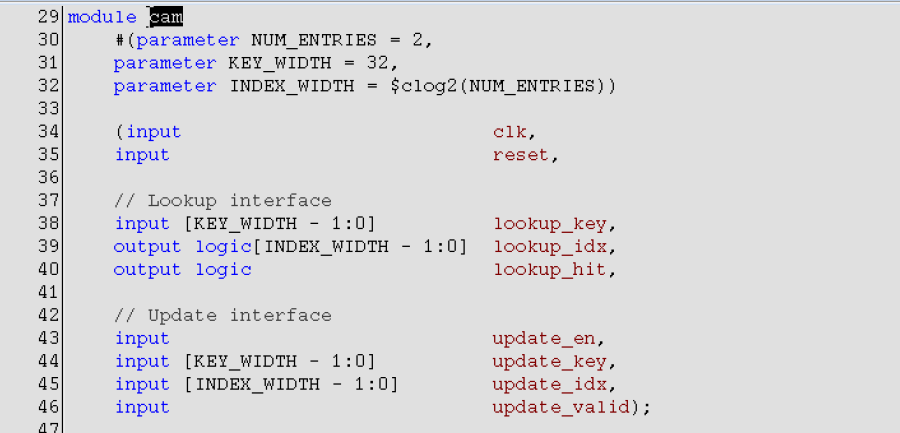 29 module cam
30     #(parameter NUM_ENTRIES = 2,
31     parameter KEY_WIDTH = 32,
32     parameter INDEX_WIDTH = $clog2(NUM_ENTRIES))
33
34     (input                           clk,
35     input                            reset,
36
37     // Lookup interface
38     input [KEY_WIDTH - 1:0]          lookup_key,
39     output logic[INDEX_WIDTH - 1:0]  lookup_idx,
40     output logic                     lookup_hit,
41
42     // Update interface
43     input                            update_en,
44     input [KEY_WIDTH - 1:0]          update_key,
45     input [INDEX_WIDTH - 1:0]        update_idx,
46     input                            update_valid);
47